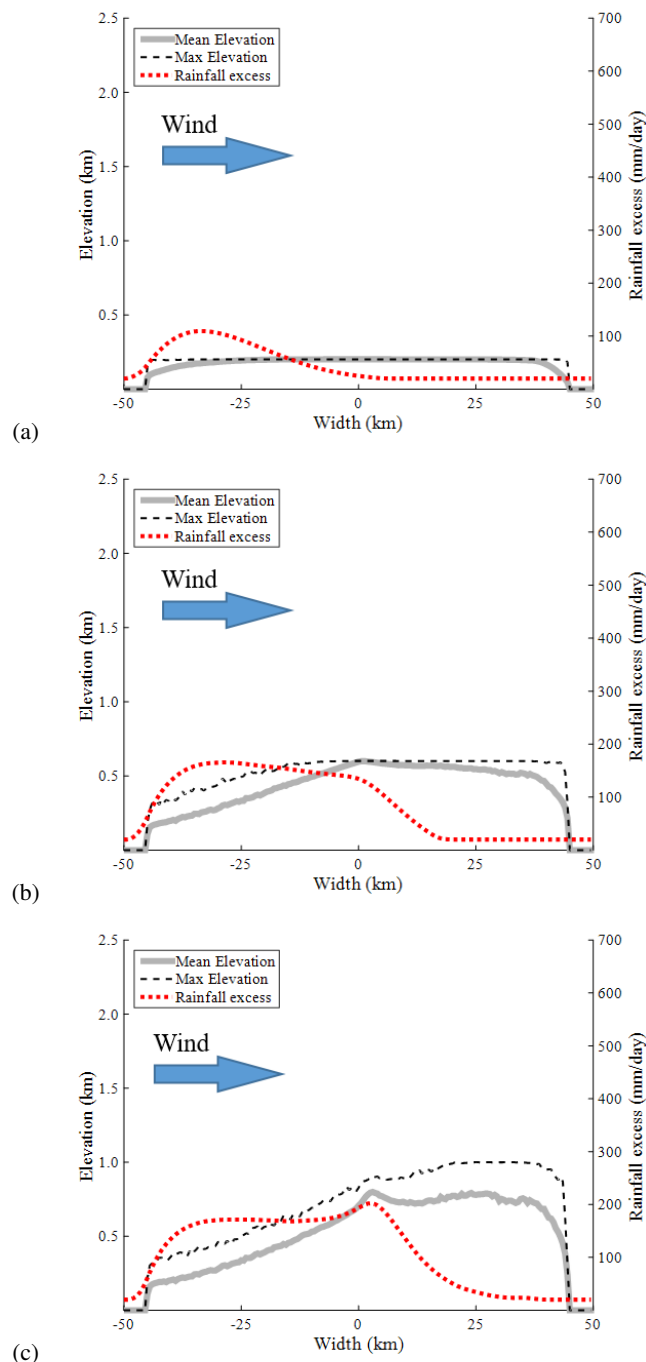 2.5
2.0
1.5
1.0
0.5
Elevation (km)
Mean Elevation
Max Elevation
Rainfall excess
Wind
700
600
500
400
300
200
100
Rainfall excess (mm/day)
-50
-25
0
25
50
Width (km)
(a)
2.5
2.0
1.5
1.0
0.5
Elevation (km)
Mean Elevation
Max Elevation
Rainfall excess
Wind
700
600
500
400
300
200
100
Rainfall excess (mm/day)
-50
-25
0
25
50
Width (km)
(b)
2.5
2.0
1.5
1.0
0.5
Elevation (km)
Mean Elevation
Max Elevation
Rainfall excess
Wind
700
600
500
400
300
200
100
Rainfall excess (mm/day)
-50
-25
0
25
50
Width (km)
(c)